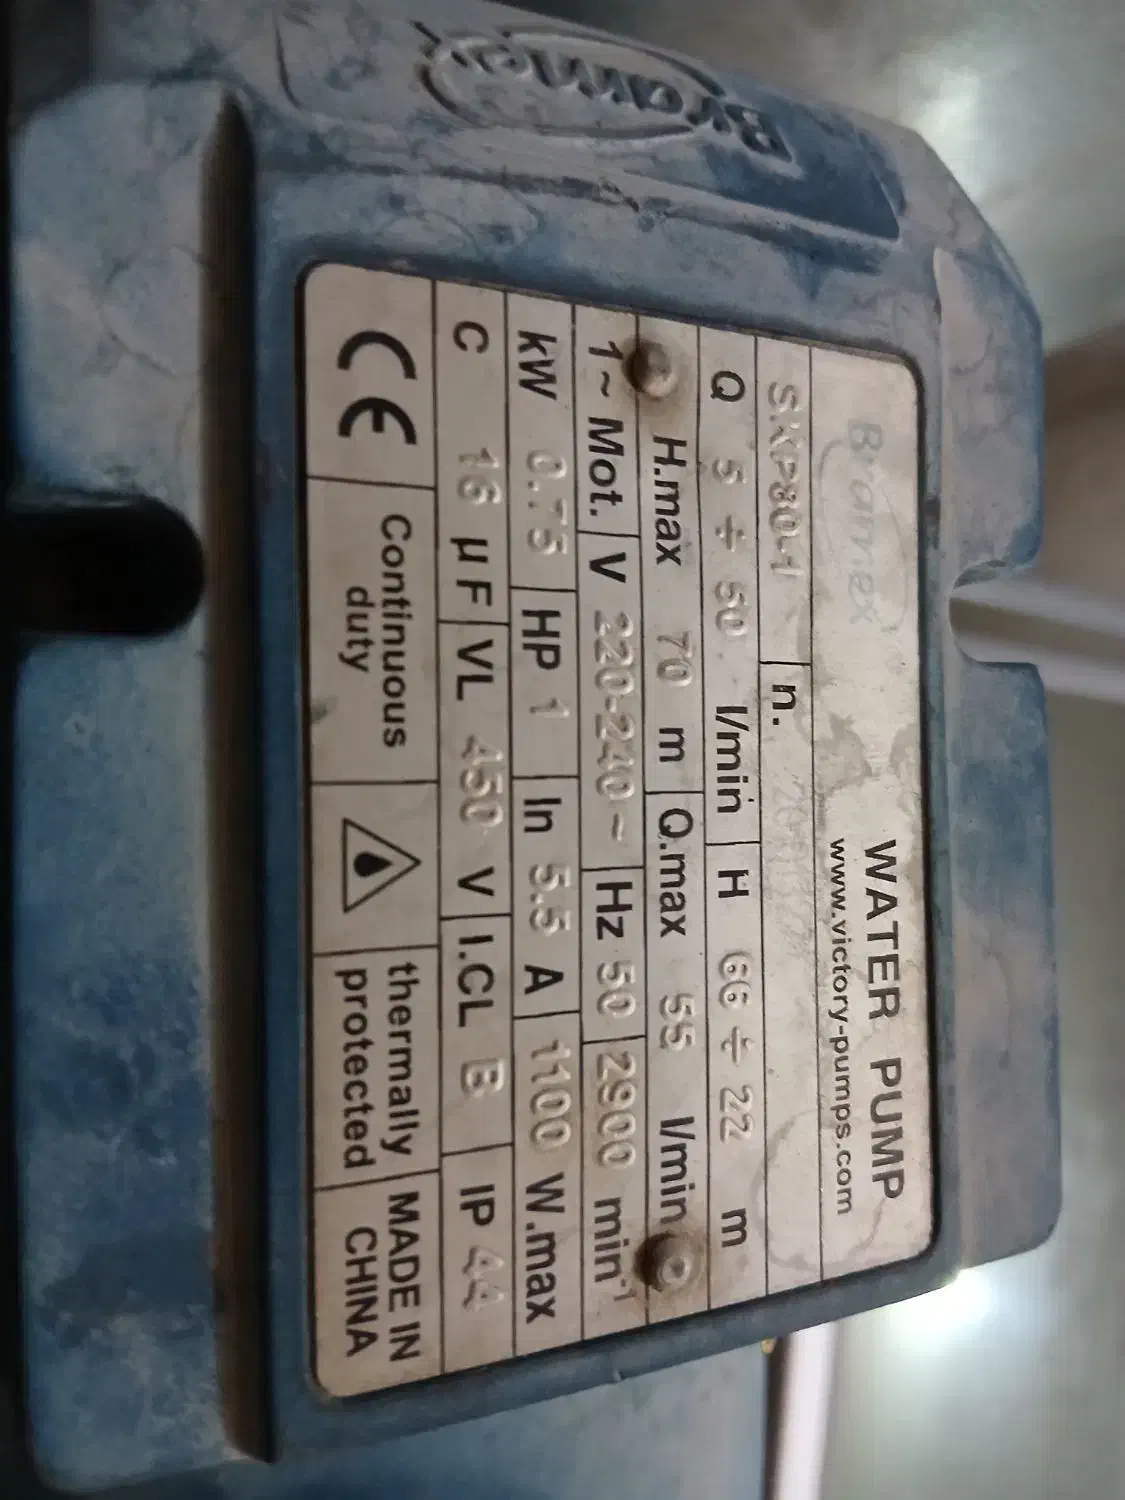 Bramex
Bramex
WATER PUMP
www.victory-pumps.com
SKP80-1 n.
Q 5 ÷ 50 l/min H 66 ÷ 22 m
H.max 70 m Q.max 55 l/min
1~ Mot. V 220-240~ Hz 50 2900 min⁻¹
kW 0.75 HP 1 In 5.5 A 1100 W.max
C 16 µF VL 450 V I.CL B IP 44
CE Continuous duty thermally protected MADE IN CHINA